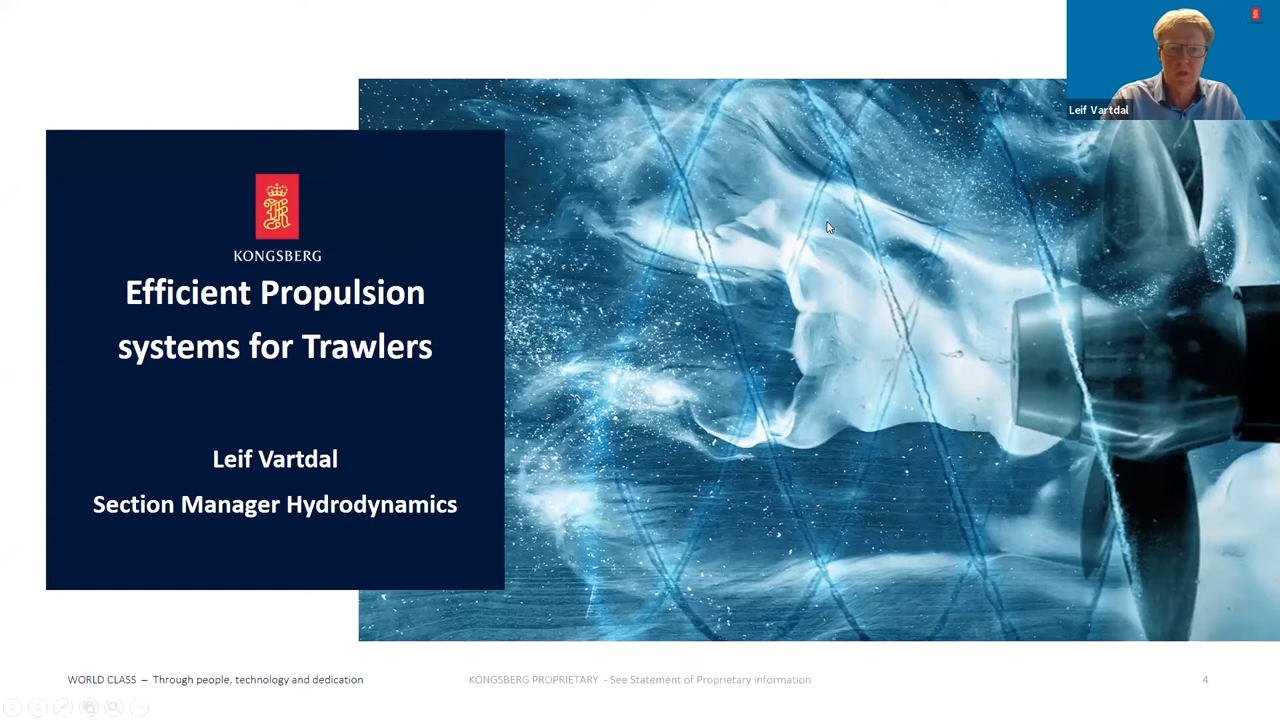 Leif Vartdal
KONGSBERG
Efficient Propulsion
systems for Trawlers
Leif Vartdal
Section Manager Hydrodynamics
WORLD CLASS – Through people, technology and dedication
KONGSBERG PROPRIETARY - See Statement of Proprietary information
4